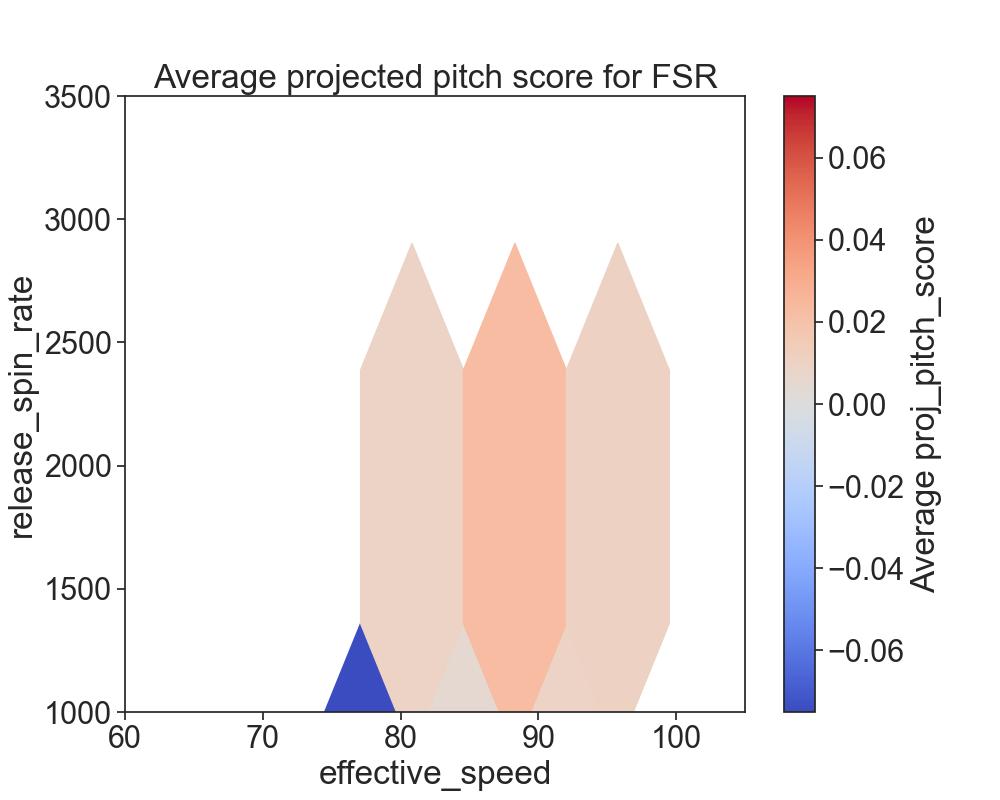 Average projected pitch score for FSR
3500
3000
2500
2000
1500
1000
release_spin_rate
60 70 80 90 100
effective_speed
0.06
0.04
0.02
0.00
−0.02
−0.04
−0.06
Average proj_pitch_score